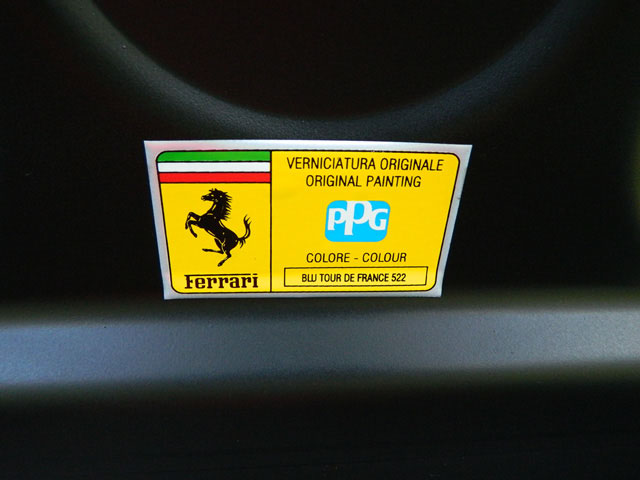 VERNICIATURA ORIGINALE
ORIGINAL PAINTING
PPG
COLORE - COLOUR
BLU TOUR DE FRANCE 522
Ferrari